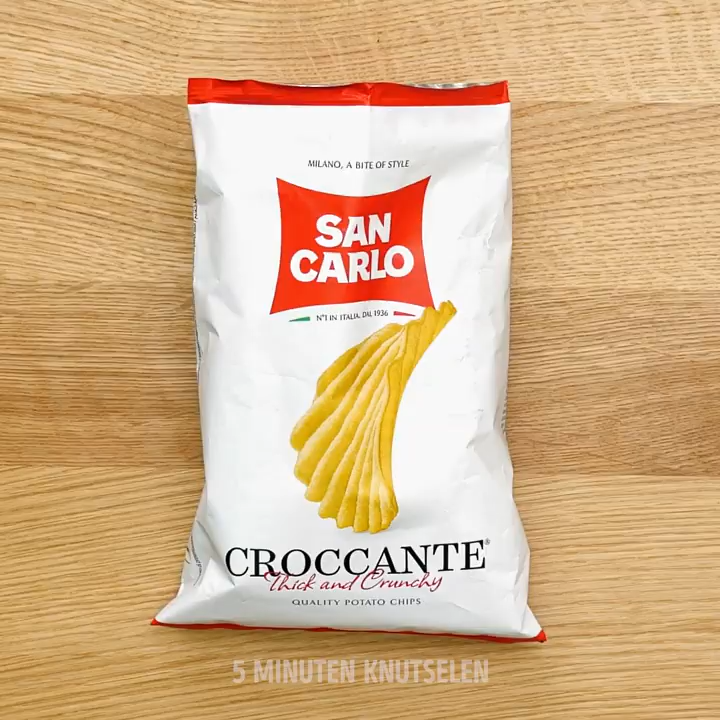 MILANO, A BITE OF STYLE
SAN
CARLO
N°1 IN ITALIA, DAL 1936
CROCCANTE®
Thick and Crunchy
QUALITY POTATO CHIPS
5 MINUTEN KNUTSELEN